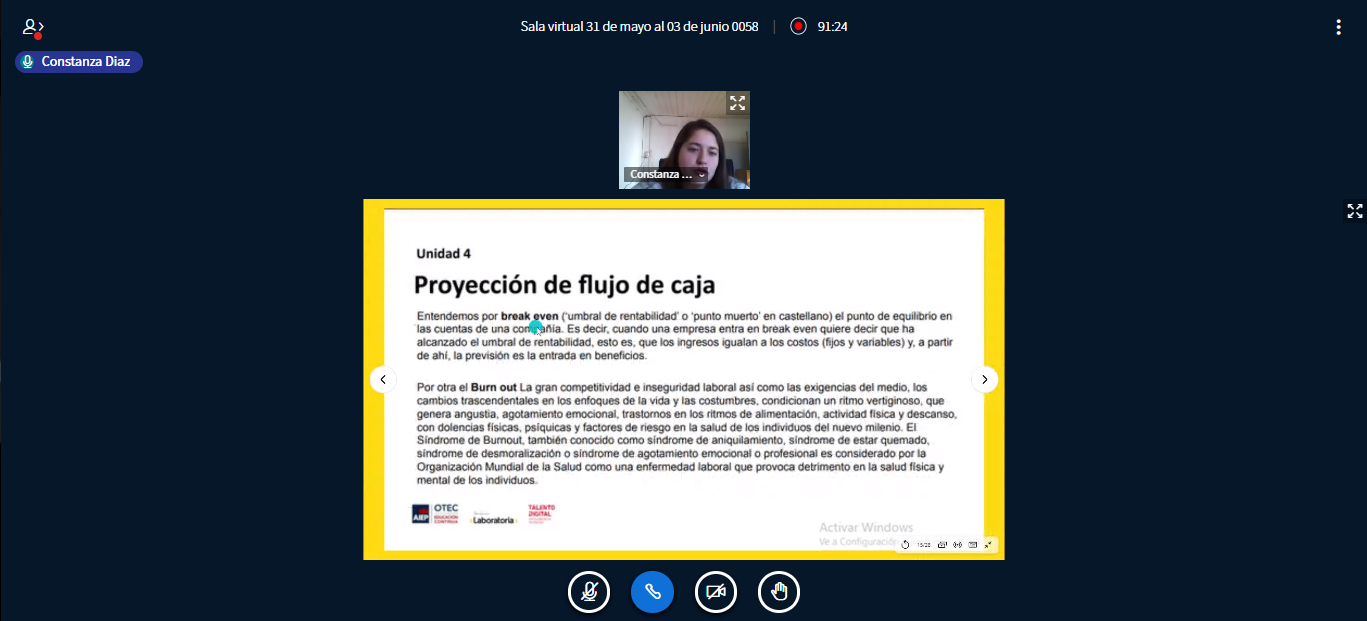 Sala virtual 31 de mayo al 03 de junio 0058
91:24
Constanza Diaz
Constanza ...
Unidad 4
Proyección de flujo de caja
Entendemos por break even (‘umbral de rentabilidad’ o ‘punto muerto’ en castellano) el punto de equilibrio en
las cuentas de una compañía. Es decir, cuando una empresa entra en break even quiere decir que ha
alcanzado el umbral de rentabilidad, esto es, que los ingresos igualan a los costos (fijos y variables) y, a partir
de ahí, la previsión es la entrada en beneficios.
Por otra el Burn out La gran competitividad e inseguridad laboral así como las exigencias del medio, los
cambios trascendentales en los enfoques de la vida y las costumbres, condicionan un ritmo vertiginoso, que
genera angustia, agotamiento emocional, trastornos en los ritmos de alimentación, actividad física y descanso,
con dolencias físicas, psíquicas y factores de riesgo en la salud de los individuos del nuevo milenio. El
Síndrome de Burnout, también conocido como síndrome de aniquilamiento, síndrome de estar quemado,
síndrome de desmoralización o síndrome de agotamiento emocional o profesional es considerado por la
Organización Mundial de la Salud como una enfermedad laboral que provoca detrimento en la salud física y
mental de los individuos.
AIEP
OTEC
EDUCACIÓN
CONTINUA
Laboratoria
TALENTO
DIGITAL
Activar Windows
Ve a Configuración